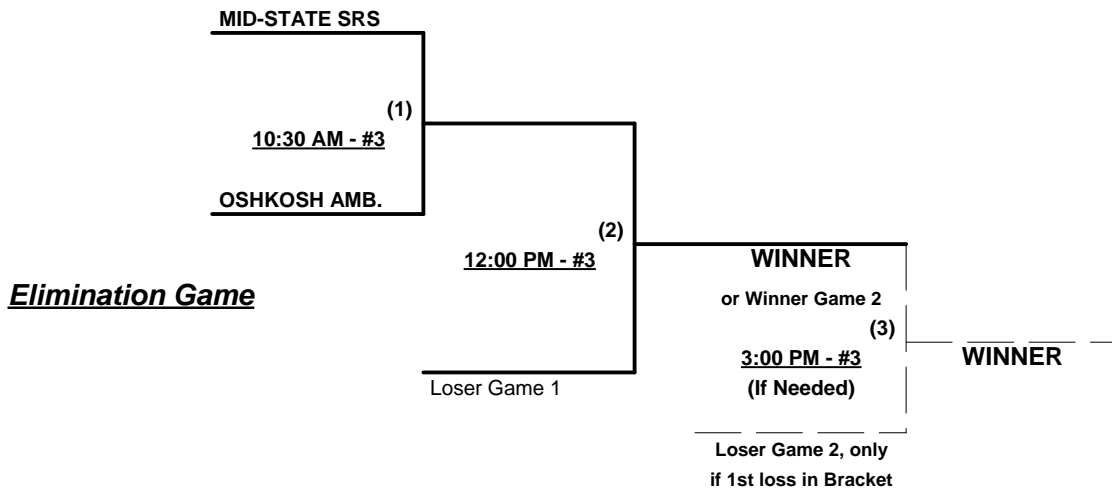 MID-STATE SRS
(1)
10:30 AM - #3
OSHKOSH AMB.
(2)
12:00 PM - #3
WINNER
Elimination Game
or Winner Game 2
(3)
3:00 PM - #3
WINNER
(If Needed)
Loser Game 1
Loser Game 2, only
if 1st loss in Bracket